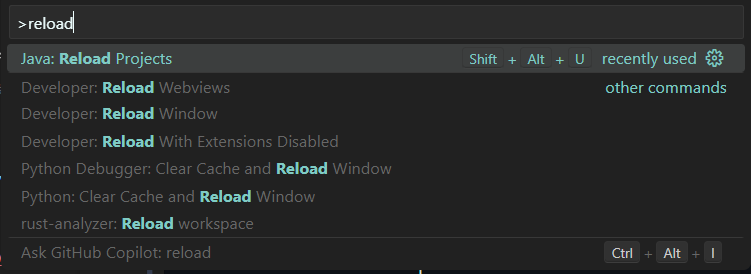 >reload
Java: Reload Projects Shift + Alt + U recently used
Developer: Reload Webviews other commands
Developer: Reload Window
Developer: Reload With Extensions Disabled
Python Debugger: Clear Cache and Reload Window
Python: Clear Cache and Reload Window
rust-analyzer: Reload workspace
Ask GitHub Copilot: reload Ctrl + Alt + I